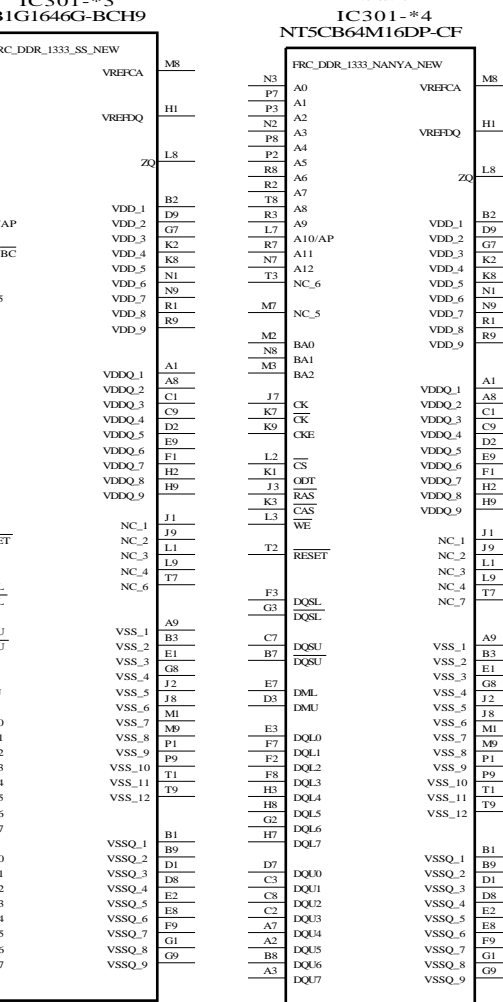 IC301-*3
B1G1646G-BCH9
FRC_DDR_1333_SS_NEW
VREFCA M8
VREFDQ H1
ZQ L8
VDD_1 B2
VDD_2 D9
VDD_3 G7
VDD_4 K2
VDD_5 K8
VDD_6 N1
VDD_7 N9
VDD_8 R1
VDD_9 R9
VDDQ_1 A1
VDDQ_2 A8
VDDQ_3 C1
VDDQ_4 C9
VDDQ_5 D2
VDDQ_6 E9
VDDQ_7 F1
VDDQ_8 H2
VDDQ_9 H9
NC_1 J1
NC_2 J9
NC_3 L1
NC_4 L9
NC_6 T7
VSS_1 A9
VSS_2 B3
VSS_3 E1
VSS_4 G8
VSS_5 J2
VSS_6 J8
VSS_7 M1
VSS_8 M9
VSS_9 P1
VSS_10 P9
VSS_11 T1
VSS_12 T9
VSSQ_1 B1
VSSQ_2 B9
VSSQ_3 D1
VSSQ_4 D8
VSSQ_5 E2
VSSQ_6 E8
VSSQ_7 F9
VSSQ_8 G1
VSSQ_9 G9
IC301-*4
NT5CB64M16DP-CF
FRC_DDR_1333_NANYA_NEW
N3 A0
P7 A1
P3 A2
N2 A3
P8 A4
P2 A5
R8 A6
R2 A7
T8 A8
R3 A9
L7 A10/AP
R7 A11
N7 A12
T3 NC_6
M7 NC_5
M2 BA0
N8 BA1
M3 BA2
J7 CK
K7 CK
K9 CKE
L2 CS
K1 ODT
J3 RAS
K3 CAS
L3 WE
T2 RESET
F3 DQSL
G3 DQSL
C7 DQSU
B7 DQSU
E7 DML
D3 DMU
E3 DQL0
F7 DQL1
F2 DQL2
F8 DQL3
H3 DQL4
H8 DQL5
G2 DQL6
H7 DQL7
D7 DQU0
C3 DQU1
C8 DQU2
C2 DQU3
A7 DQU4
A2 DQU5
B8 DQU6
A3 DQU7
VREFCA M8
VREFDQ H1
ZQ L8
VDD_1 B2
VDD_2 D9
VDD_3 G7
VDD_4 K2
VDD_5 K8
VDD_6 N1
VDD_7 N9
VDD_8 R1
VDD_9 R9
VDDQ_1 A1
VDDQ_2 A8
VDDQ_3 C1
VDDQ_4 C9
VDDQ_5 D2
VDDQ_6 E9
VDDQ_7 F1
VDDQ_8 H2
VDDQ_9 H9
NC_1 J1
NC_2 J9
NC_3 L1
NC_4 L9
NC_7 T7
VSS_1 A9
VSS_2 B3
VSS_3 E1
VSS_4 G8
VSS_5 J2
VSS_6 J8
VSS_7 M1
VSS_8 M9
VSS_9 P1
VSS_10 P9
VSS_11 T1
VSS_12 T9
VSSQ_1 B1
VSSQ_2 B9
VSSQ_3 D1
VSSQ_4 D8
VSSQ_5 E2
VSSQ_6 E8
VSSQ_7 F9
VSSQ_8 G1
VSSQ_9 G9